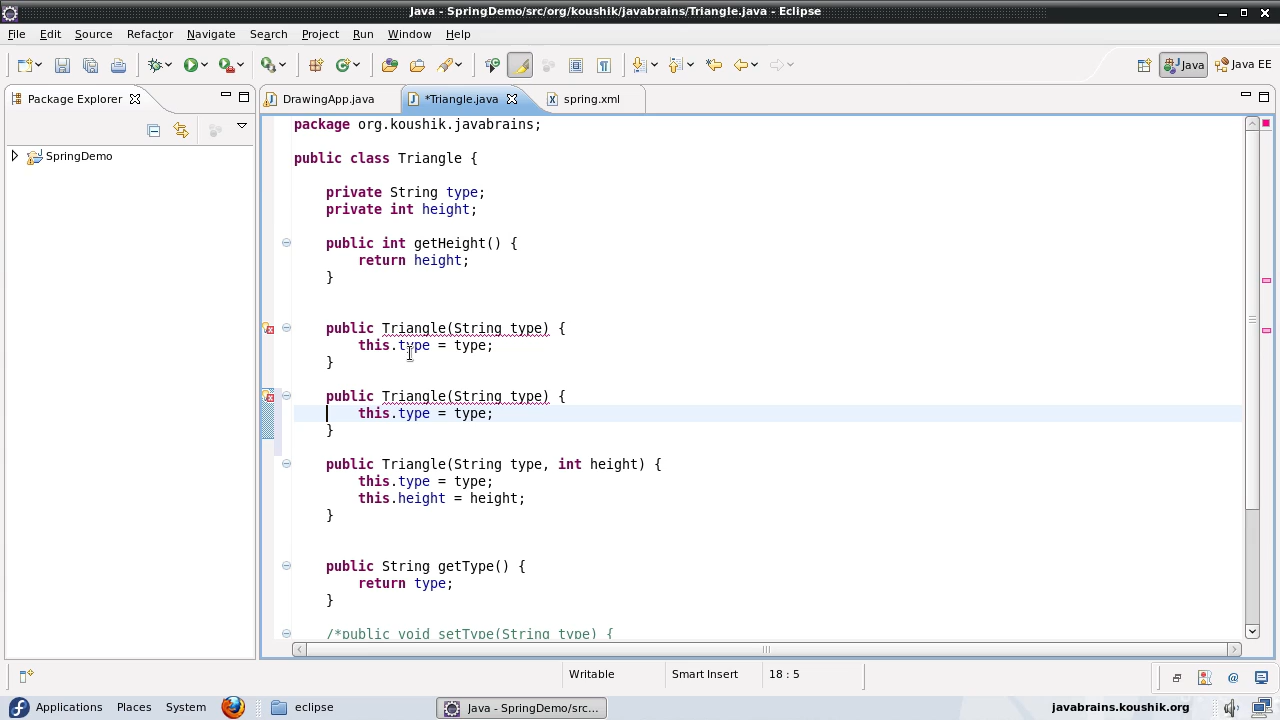 Java - SpringDemo/src/org/koushik/javabrains/Triangle.java - Eclipse
File Edit Source Refactor Navigate Search Project Run Window Help
Java Java EE
Package Explorer
DrawingApp.java *Triangle.java spring.xml
SpringDemo
package org.koushik.javabrains;
public class Triangle {
private String type;
private int height;
public int getHeight() {
return height;
}
public Triangle(String type) {
this.type = type;
}
public Triangle(String type) {
this.type = type;
}
public Triangle(String type, int height) {
this.type = type;
this.height = height;
}
public String getType() {
return type;
}
/*public void setType(String type) {
Writable Smart Insert 18 : 5
Applications Places System eclipse Java - SpringDemo/src... javabrains.koushik.org